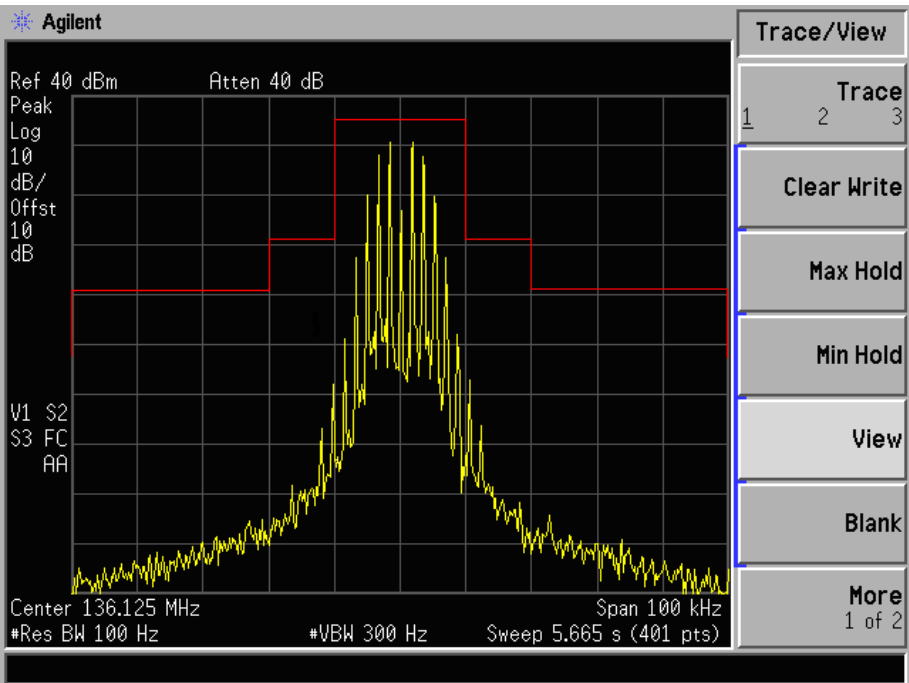 Agilent
Trace/View
Ref 40 dBm Atten 40 dB
Peak
Log
10
dB/
Offst
10
dB
V1 S2
S3 FC
AA
Center 136.125 MHz Span 100 kHz
#Res BW 100 Hz #VBW 300 Hz Sweep 5.665 s (401 pts)
Trace
1 2 3
Clear Write
Max Hold
Min Hold
View
Blank
More
1 of 2